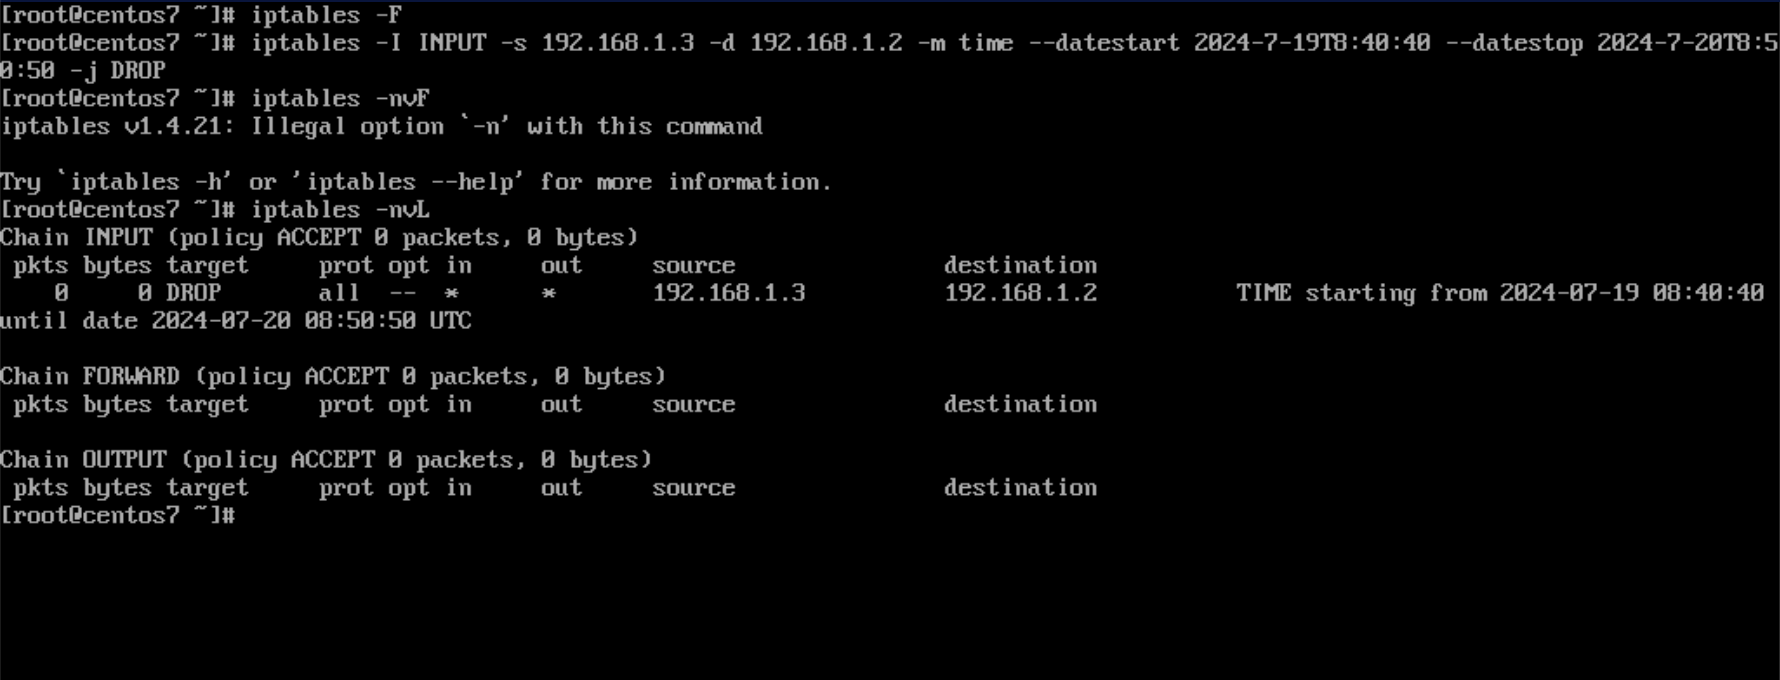 [root@centos7 ~]# iptables -F
[root@centos7 ~]# iptables -I INPUT -s 192.168.1.3 -d 192.168.1.2 -m time --datestart 2024-7-19T8:40:40 --datestop 2024-7-20T8:5
0:50 -j DROP
[root@centos7 ~]# iptables -nvF
iptables v1.4.21: Illegal option `-n' with this command

Try `iptables -h' or 'iptables --help' for more information.
[root@centos7 ~]# iptables -nvL
Chain INPUT (policy ACCEPT 0 packets, 0 bytes)
 pkts bytes target     prot opt in     out     source               destination
    0     0 DROP       all  --  *      *       192.168.1.3          192.168.1.2          TIME starting from 2024-07-19 08:40:40
until date 2024-07-20 08:50:50 UTC

Chain FORWARD (policy ACCEPT 0 packets, 0 bytes)
 pkts bytes target     prot opt in     out     source               destination

Chain OUTPUT (policy ACCEPT 0 packets, 0 bytes)
 pkts bytes target     prot opt in     out     source               destination
[root@centos7 ~]#